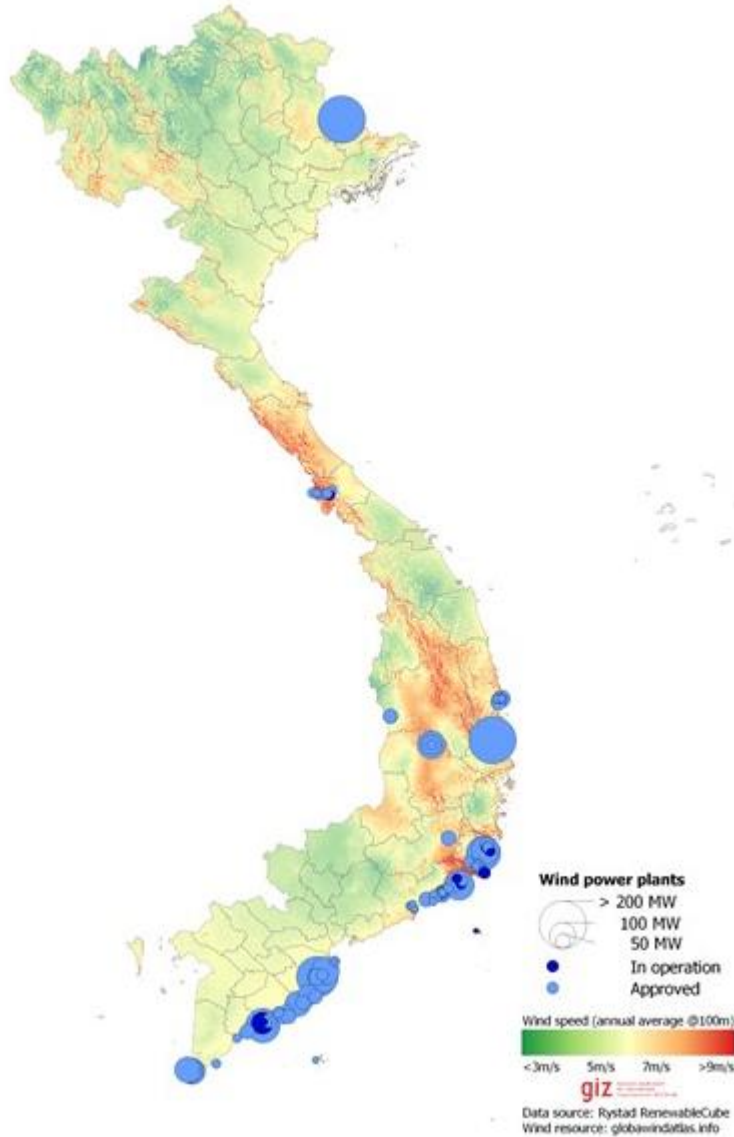 Wind power plants
> 200 MW
100 MW
50 MW
In operation
Approved
Wind speed (annual average @100m)
<3m/s 5m/s 7m/s >9m/s
giz
Data source: Rystad RenewableCube
Wind resource: globawindatlas.info